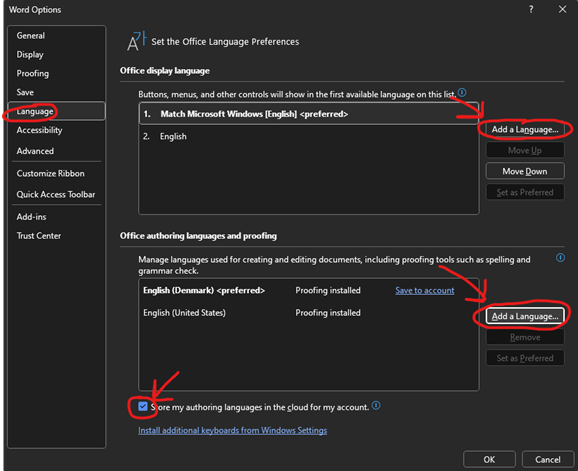 Word Options
?
General
Display
Proofing
Save
Language
Accessibility
Advanced
Customize Ribbon
Quick Access Toolbar
Add-ins
Trust Center
A가 Set the Office Language Preferences
Office display language
Buttons, menus, and other controls will show in the first available language on this list.
1. Match Microsoft Windows [English] <preferred>
2. English
Add a Language...
Move Up
Move Down
Set as Preferred
Office authoring languages and proofing
Manage languages used for creating and editing documents, including proofing tools such as spelling and
grammar check.
English (Denmark) <preferred> Proofing installed Save to account
English (United States) Proofing installed
Add a Language...
Remove
Set as Preferred
Store my authoring languages in the cloud for my account.
Install additional keyboards from Windows Settings
OK Cancel